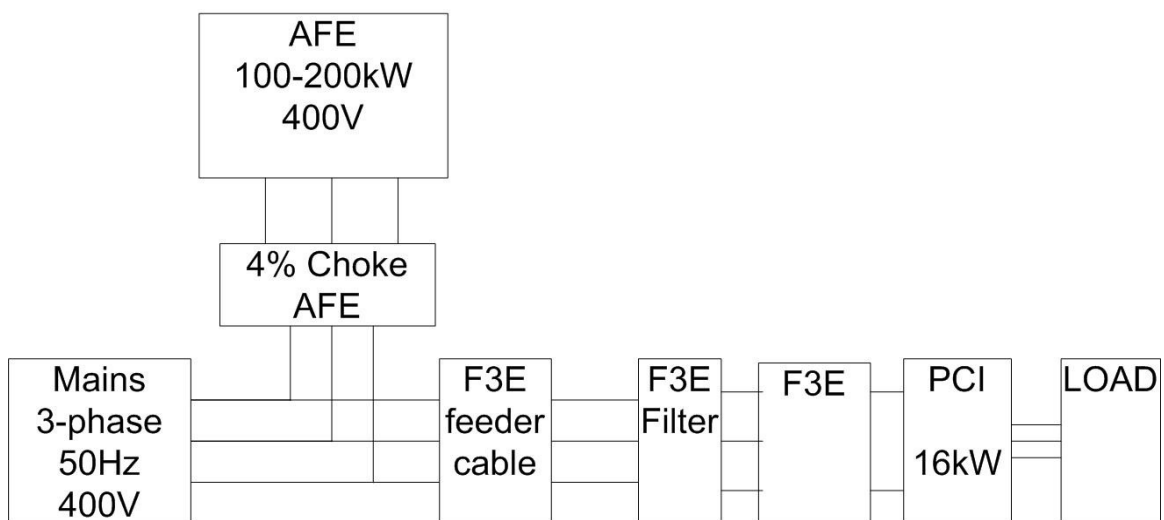 AFE
100-200kW
400V
4% Choke
AFE
Mains
3-phase
50Hz
400V
F3E
feeder
cable
F3E
Filter
F3E
PCI
16kW
LOAD